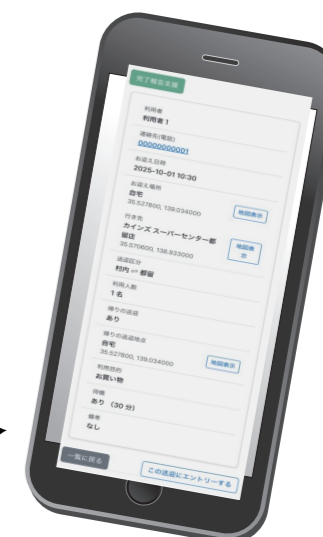 完了報告支援
利用者
利用者 1
連絡先(電話)
00000000001
お迎え日時
2025-10-01 10:30
お迎え場所
自宅
35.527800, 139.034000
地図表示
行き先
カインズ スーパーセンター都
留店
35.570600, 138.933000
地図表
示
送迎区分
村内 ⇌ 都留
利用人数
1 名
帰りの送迎
あり
帰りの送迎地点
自宅
35.527800, 139.034000
地図表示
利用目的
お買い物
待機
あり （30 分）
備考
なし
一覧に戻る
この送迎にエントリーする